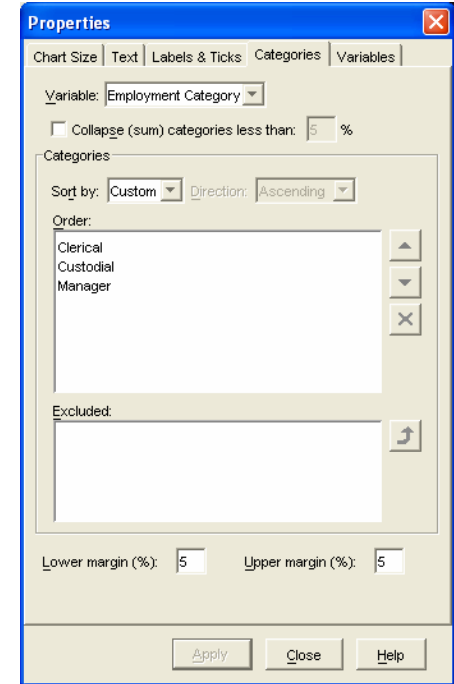 Properties
Chart Size Text Labels & Ticks Categories Variables
Variable: Employment Category
Collapse (sum) categories less than: 5 %
Categories
Sort by: Custom Direction: Ascending
Order:
Clerical
Custodial
Manager
Excluded:
Lower margin (%): 5 Upper margin (%): 5
Apply Close Help